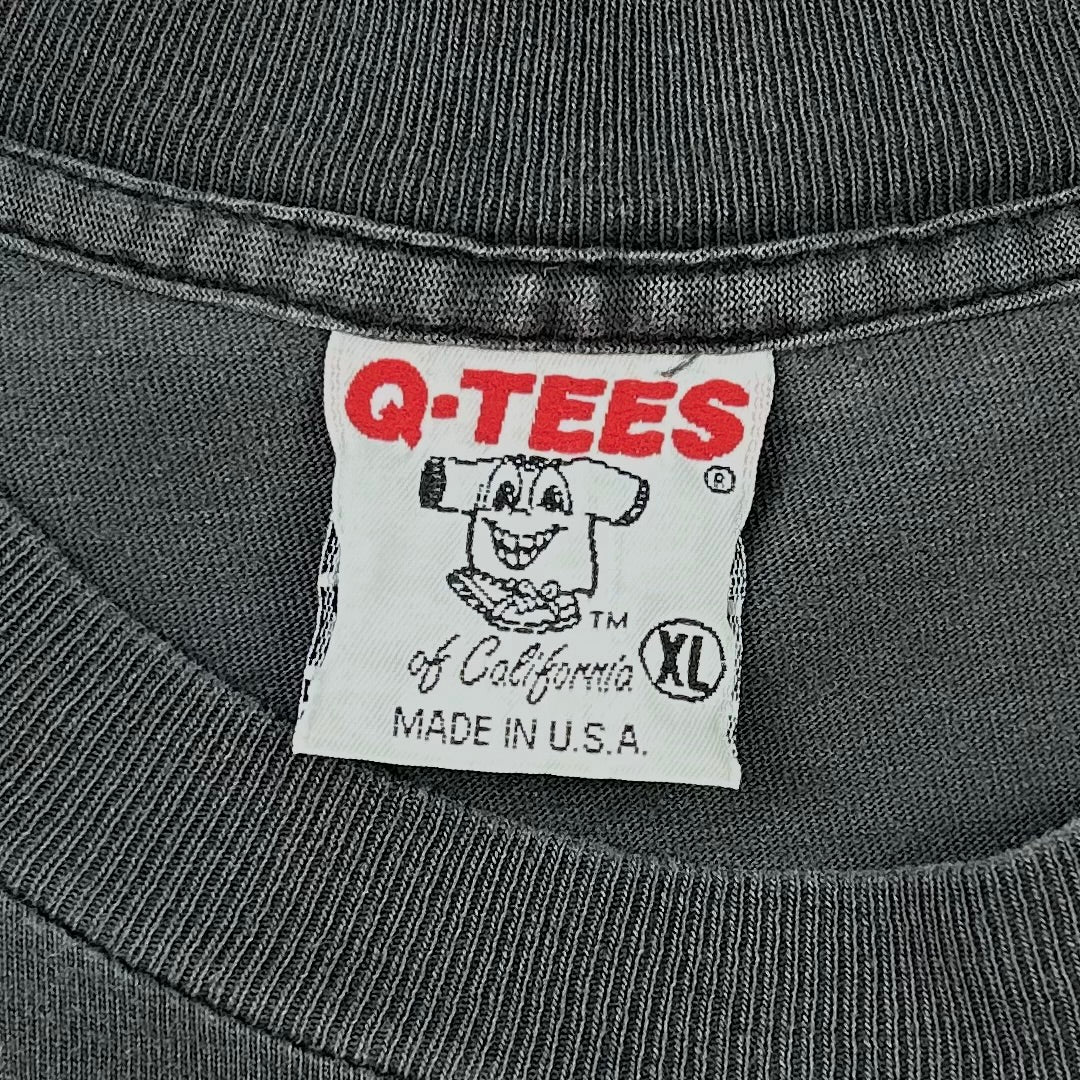 Q-TEES
®
TM
of California
XL
MADE IN U.S.A.